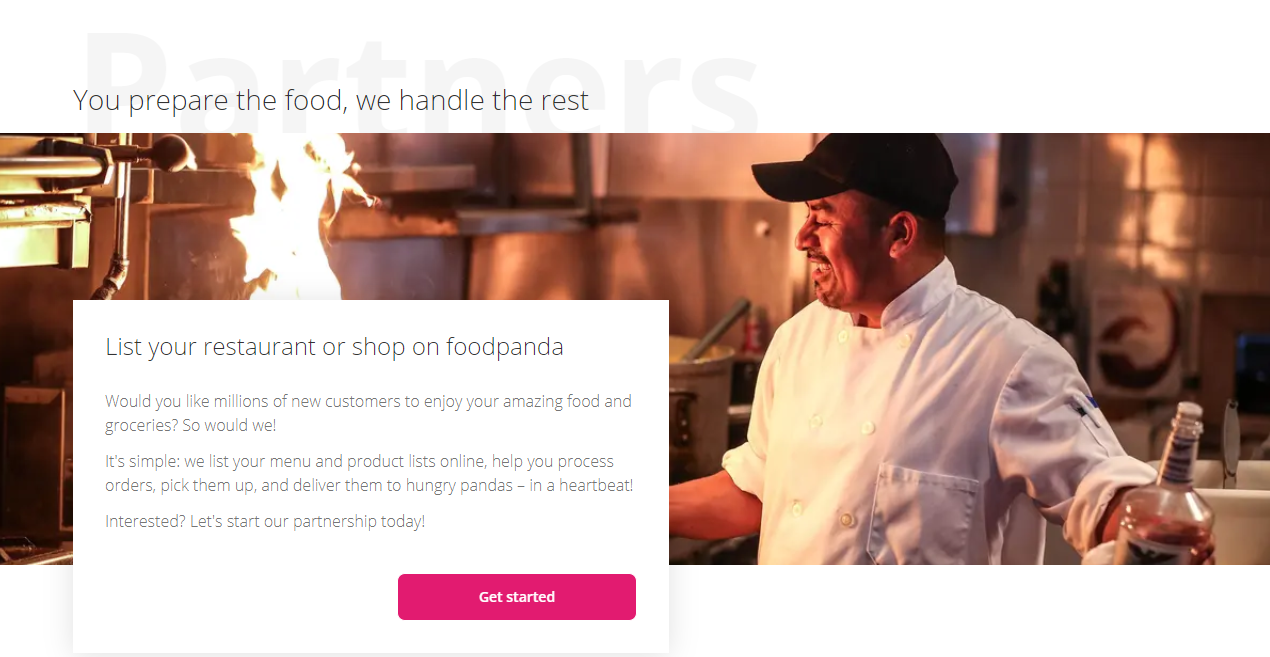 Partners
You prepare the food, we handle the rest
List your restaurant or shop on foodpanda
Would you like millions of new customers to enjoy your amazing food and
groceries? So would we!
It's simple: we list your menu and product lists online, help you process
orders, pick them up, and deliver them to hungry pandas – in a heartbeat!
Interested? Let's start our partnership today!
Get started